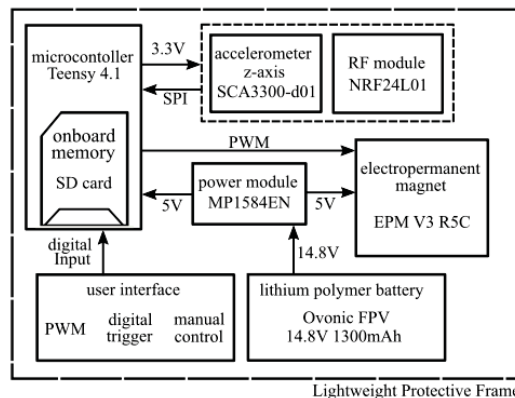 microcontoller
Teensy 4.1
3.3V
SPI
accelerometer
z-axis
SCA3300-d01
RF module
NRF24L01
onboard
memory
SD card
PWM
5V
power module
MP1584EN
5V
electropermanent
magnet
EPM V3 R5C
digital
Input
14.8V
user interface
PWM digital manual
trigger control
lithium polymer battery
Ovonic FPV
14.8V 1300mAh
Lightweight Protective Frame